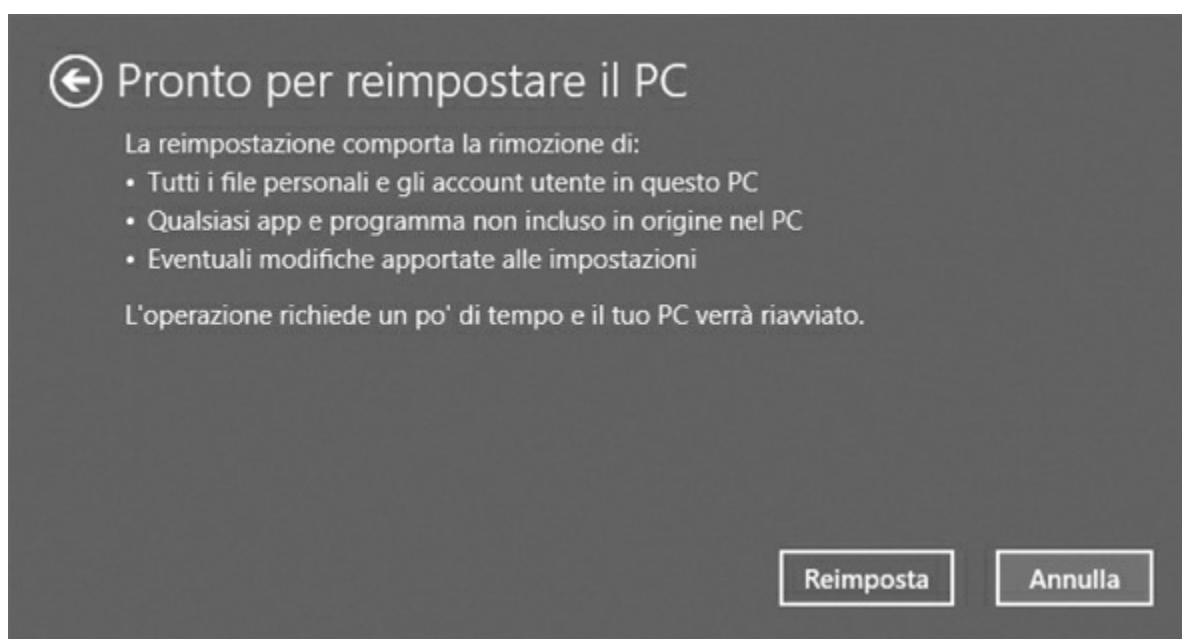 Pronto per reimpostare il PC
La reimpostazione comporta la rimozione di:
• Tutti i file personali e gli account utente in questo PC
• Qualsiasi app e programma non incluso in origine nel PC
• Eventuali modifiche apportate alle impostazioni
L'operazione richiede un po' di tempo e il tuo PC verrà riavviato.
Reimposta Annulla